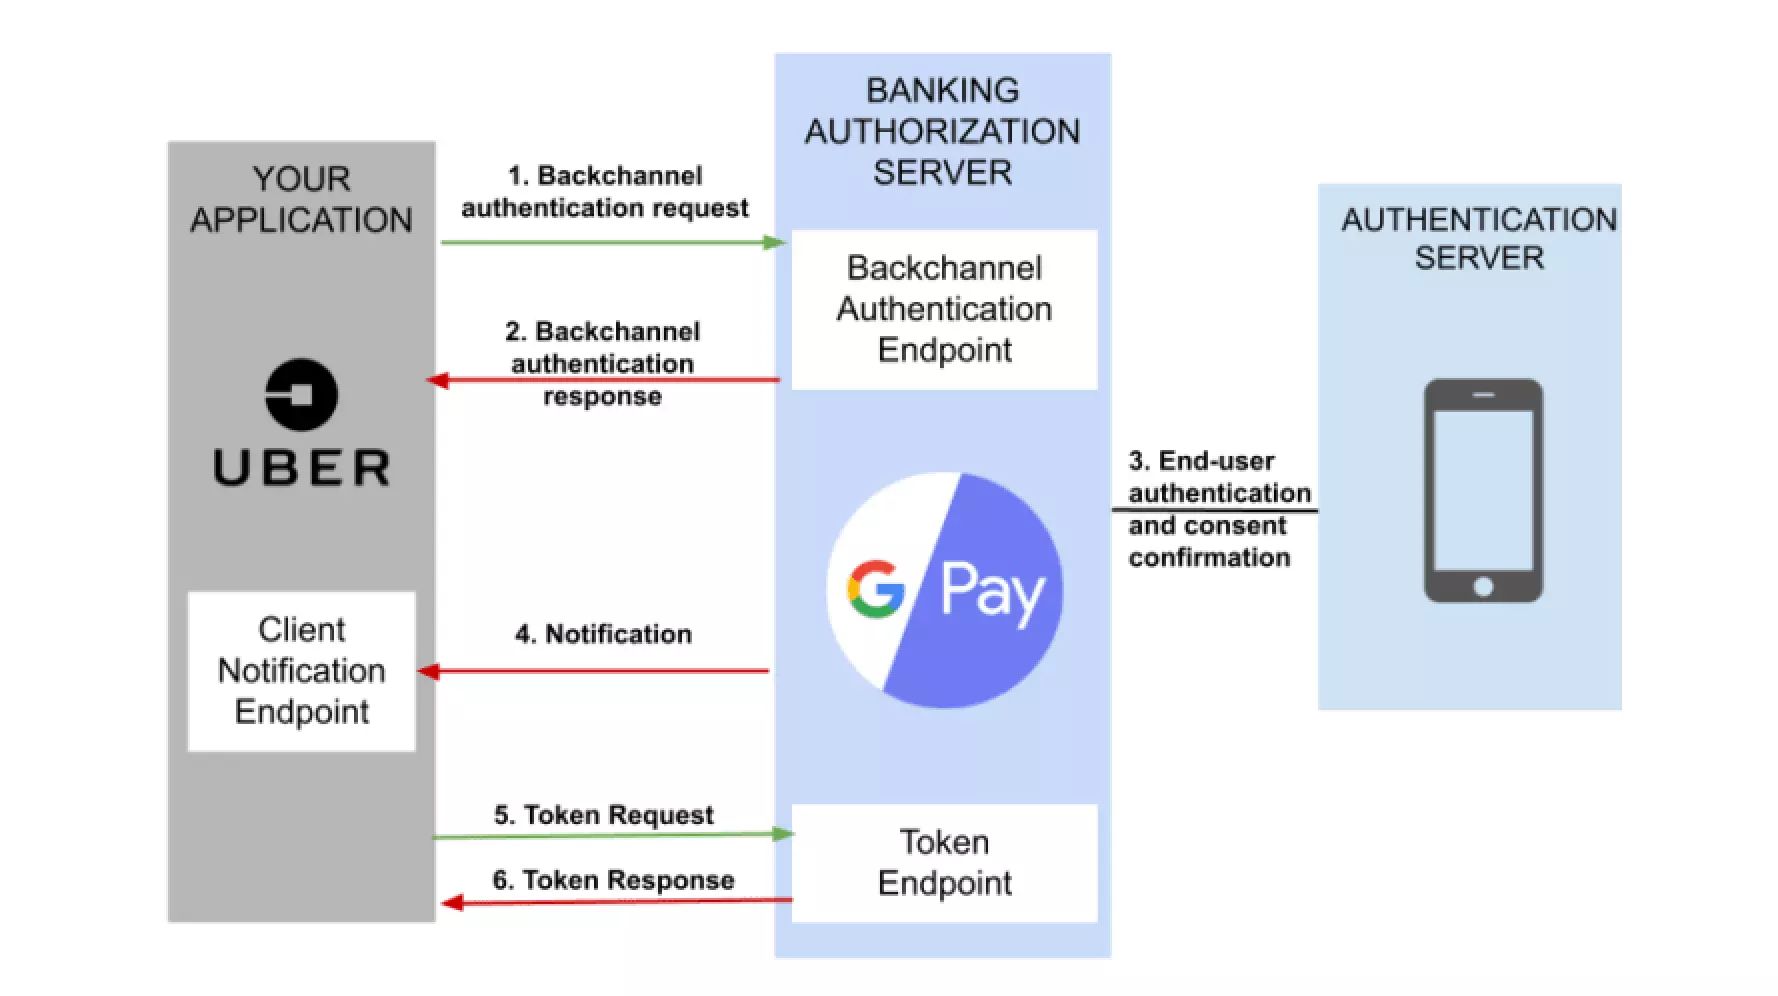 YOUR
APPLICATION
UBER
Client
Notification
Endpoint
1. Backchannel
authentication request
2. Backchannel
authentication
response
4. Notification
5. Token Request
6. Token Response
BANKING
AUTHORIZATION
SERVER
Backchannel
Authentication
Endpoint
G Pay
Token
Endpoint
3. End-user
authentication
and consent
confirmation
AUTHENTICATION
SERVER